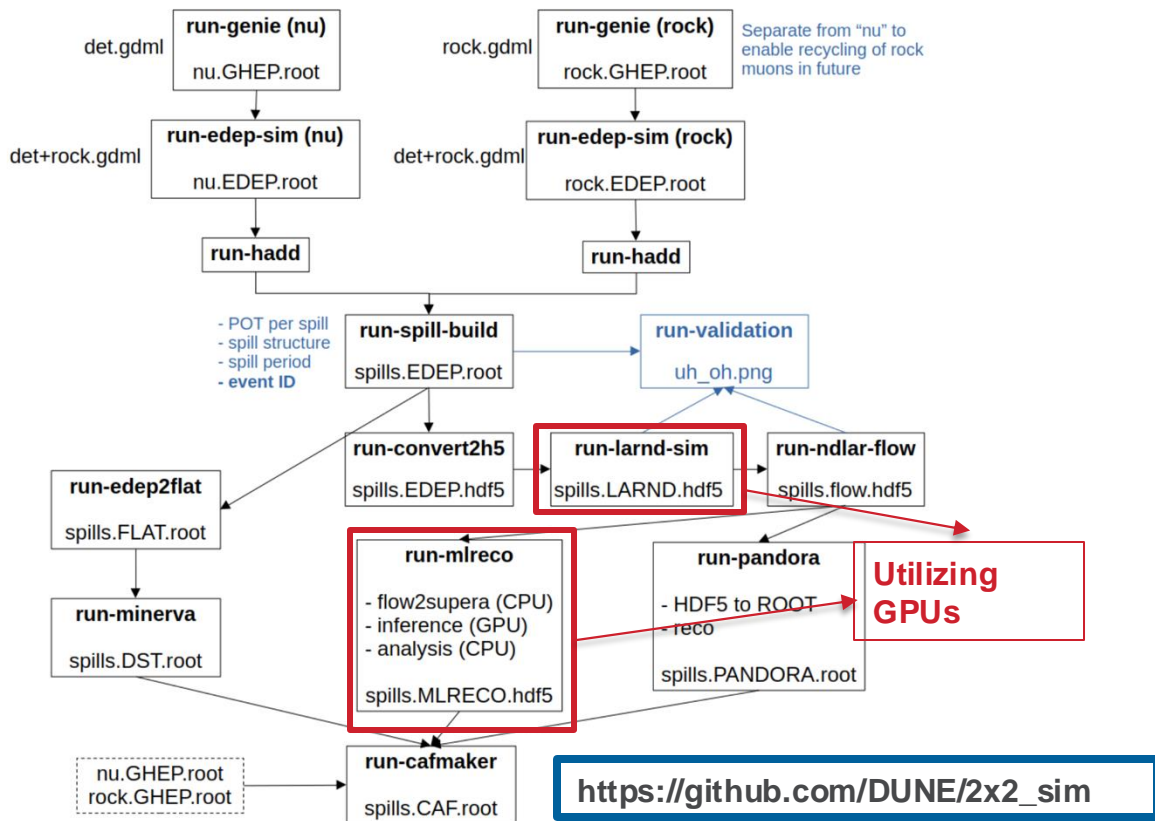 run-genie (nu)
nu.GHEP.root
det.gdml
run-genie (rock)
rock.GHEP.root
rock.gdml
Separate from “nu” to
enable recycling of rock
muons in future
run-edep-sim (nu)
nu.EDEP.root
det+rock.gdml
run-edep-sim (rock)
rock.EDEP.root
det+rock.gdml
run-hadd
run-hadd
- POT per spill
- spill structure
- spill period
- event ID
run-spill-build
spills.EDEP.root
run-validation
uh_oh.png
run-convert2h5
spills.EDEP.hdf5
run-larnd-sim
spills.LARND.hdf5
run-ndlar-flow
spills.flow.hdf5
run-edep2flat
spills.FLAT.root
run-mlreco
- flow2supera (CPU)
- inference (GPU)
- analysis (CPU)
spills.MLRECO.hdf5
run-pandora
- HDF5 to ROOT
- reco
spills.PANDORA.root
Utilizing
GPUs
run-minerva
spills.DST.root
nu.GHEP.root
rock.GHEP.root
run-cafmaker
spills.CAF.root
https://github.com/DUNE/2x2_sim